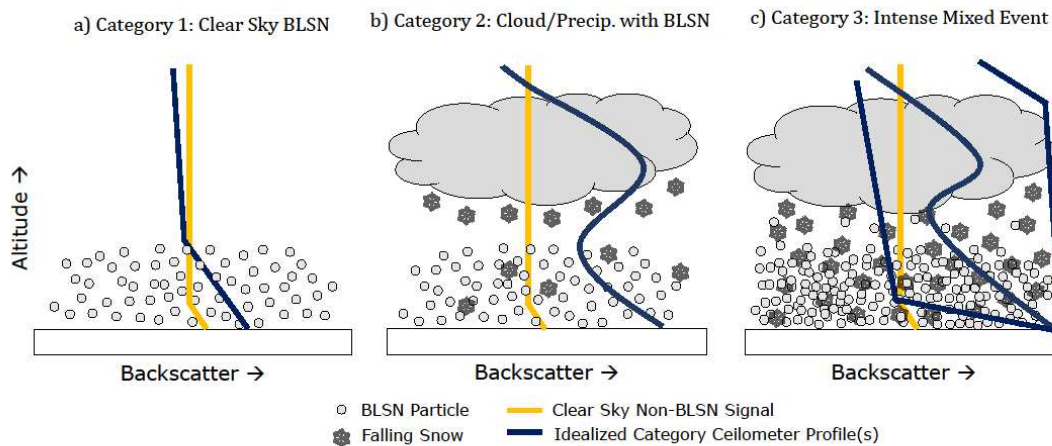 a) Category 1: Clear Sky BLSN
b) Category 2: Cloud/Precip. with BLSN
c) Category 3: Intense Mixed Event
Altitude →
Backscatter →
Backscatter →
Backscatter →
BLSN Particle
Clear Sky Non-BLSN Signal
Falling Snow
Idealized Category Ceilometer Profile(s)